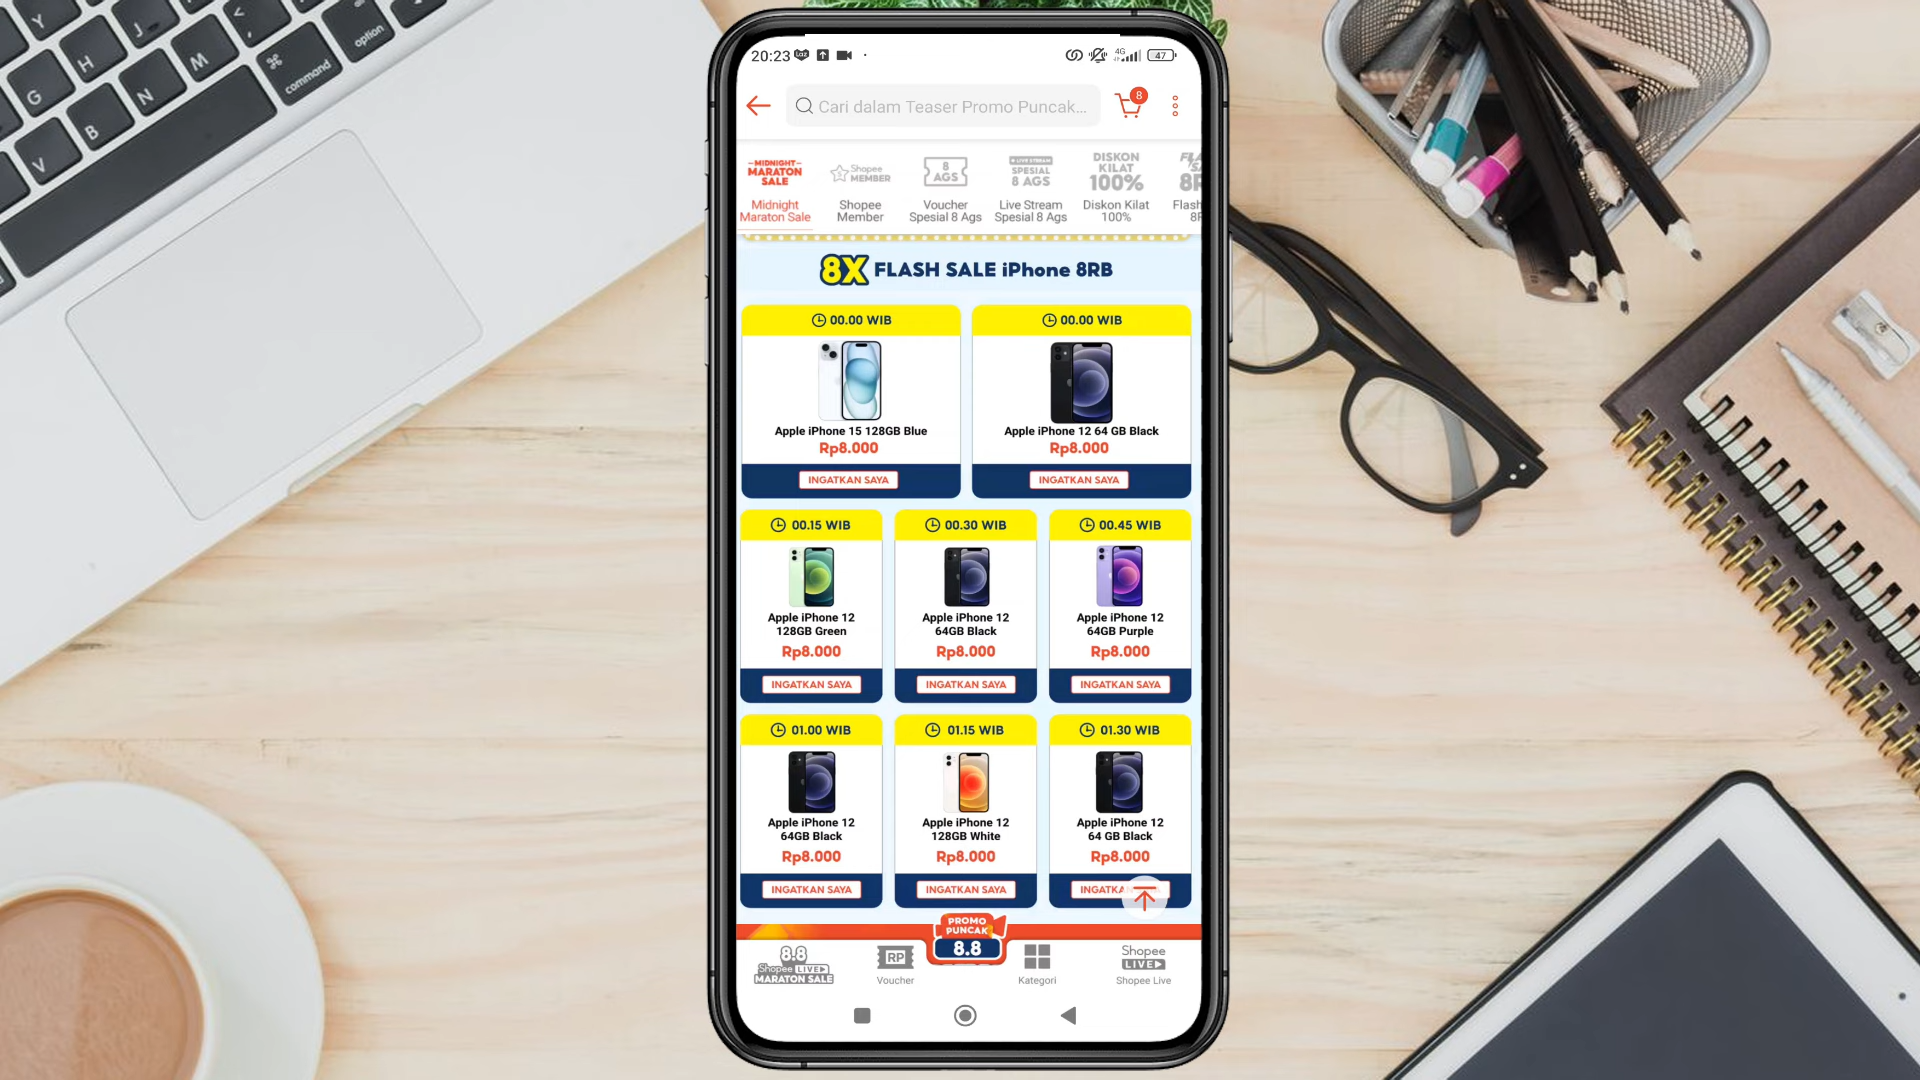 20:23
4G
47
Cari dalam Teaser Promo Puncak...
8
MIDNIGHT
MARATON
SALE
Midnight
Maraton Sale
Shopee
MEMBER
Shopee
Member
8
AGS
Voucher
Spesial 8 Ags
LIVE STREAM
SPESIAL
8 AGS
Live Stream
Spesial 8 Ags
DISKON
KILAT
100%
Diskon Kilat
100%
Flash
8X FLASH SALE iPhone 8RB
00.00 WIB
Apple iPhone 15 128GB Blue
Rp8.000
INGATKAN SAYA
00.00 WIB
Apple iPhone 12 64 GB Black
Rp8.000
INGATKAN SAYA
00.15 WIB
Apple iPhone 12
128GB Green
Rp8.000
INGATKAN SAYA
00.30 WIB
Apple iPhone 12
64GB Black
Rp8.000
INGATKAN SAYA
00.45 WIB
Apple iPhone 12
64GB Purple
Rp8.000
INGATKAN SAYA
01.00 WIB
Apple iPhone 12
64GB Black
Rp8.000
INGATKAN SAYA
01.15 WIB
Apple iPhone 12
128GB White
Rp8.000
INGATKAN SAYA
01.30 WIB
Apple iPhone 12
64 GB Black
Rp8.000
INGATKA
8.8
Shopee LIVE
MARATON SALE
RP
Voucher
PROMO
PUNCAK
8.8
Kategori
Shopee
LIVE
Shopee Live
Y
J
H
G
M
N
B
V
command
option